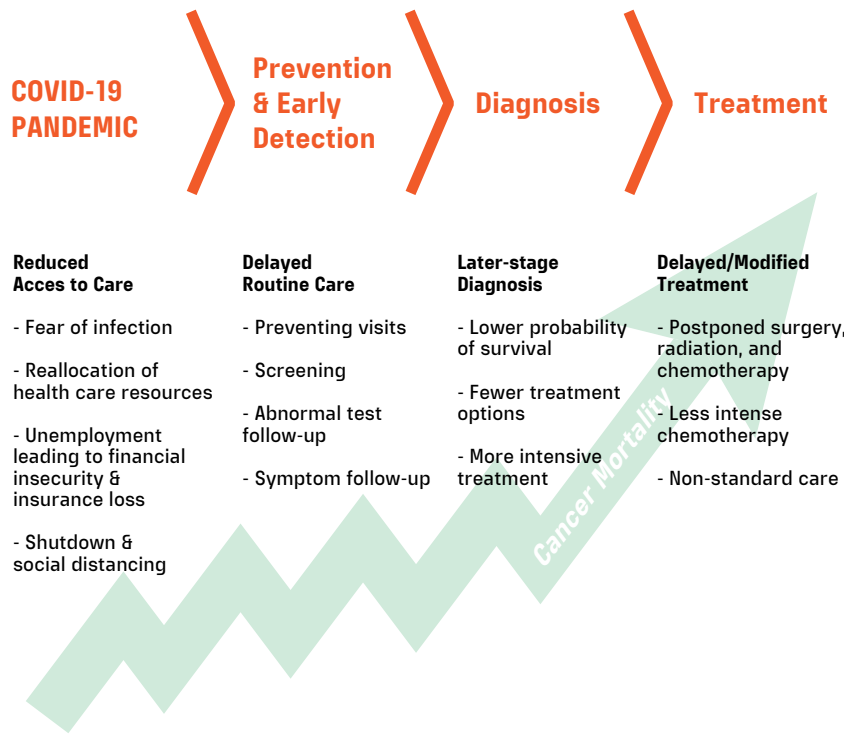 COVID-19
PANDEMIC
Prevention
& Early
Detection
Diagnosis
Treatment
Reduced
Acces to Care
- Fear of infection
- Reallocation of
health care resources
- Unemployment
leading to financial
insecurity &
insurance loss
- Shutdown &
social distancing
Delayed
Routine Care
- Preventing visits
- Screening
- Abnormal test
follow-up
- Symptom follow-up
Later-stage
Diagnosis
- Lower probability
of survival
- Fewer treatment
options
- More intensive
treatment
Delayed/Modified
Treatment
- Postponed surgery,
radiation, and
chemotherapy
- Less intense
chemotherapy
- Non-standard care
Cancer Mortality